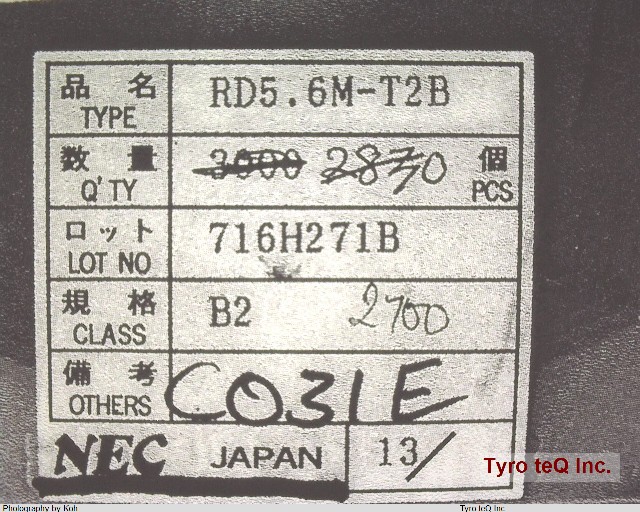 品名 TYPE RD5.6M-T2B
数量 Q'TY 3000 2870 個 PCS
ロット LOT NO 716H271B
規格 CLASS B2 2700
備考 OTHERS C031E
NEC JAPAN 13/
Tyro teQ Inc.
Photography by Koh Tyro teQ Inc